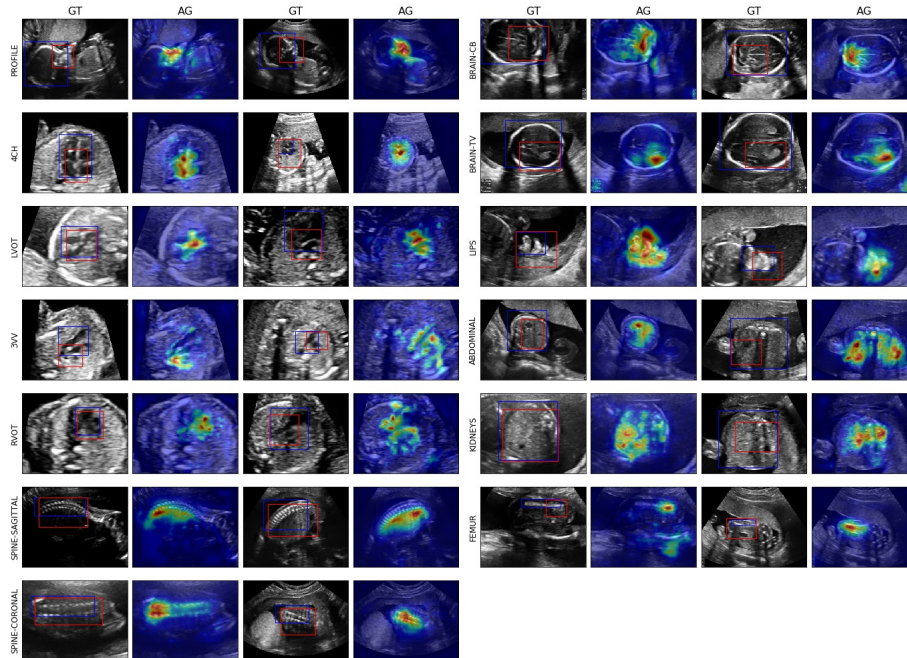 GT AG GT AG
PROFILE
4CH
LVOT
3VV
RVOT
SPINE-SAGITTAL
SPINE-CORONAL
GT AG GT AG
BRAIN-CB
BRAIN-TV
LIPS
ABDOMINAL
KIDNEYS
FEMUR